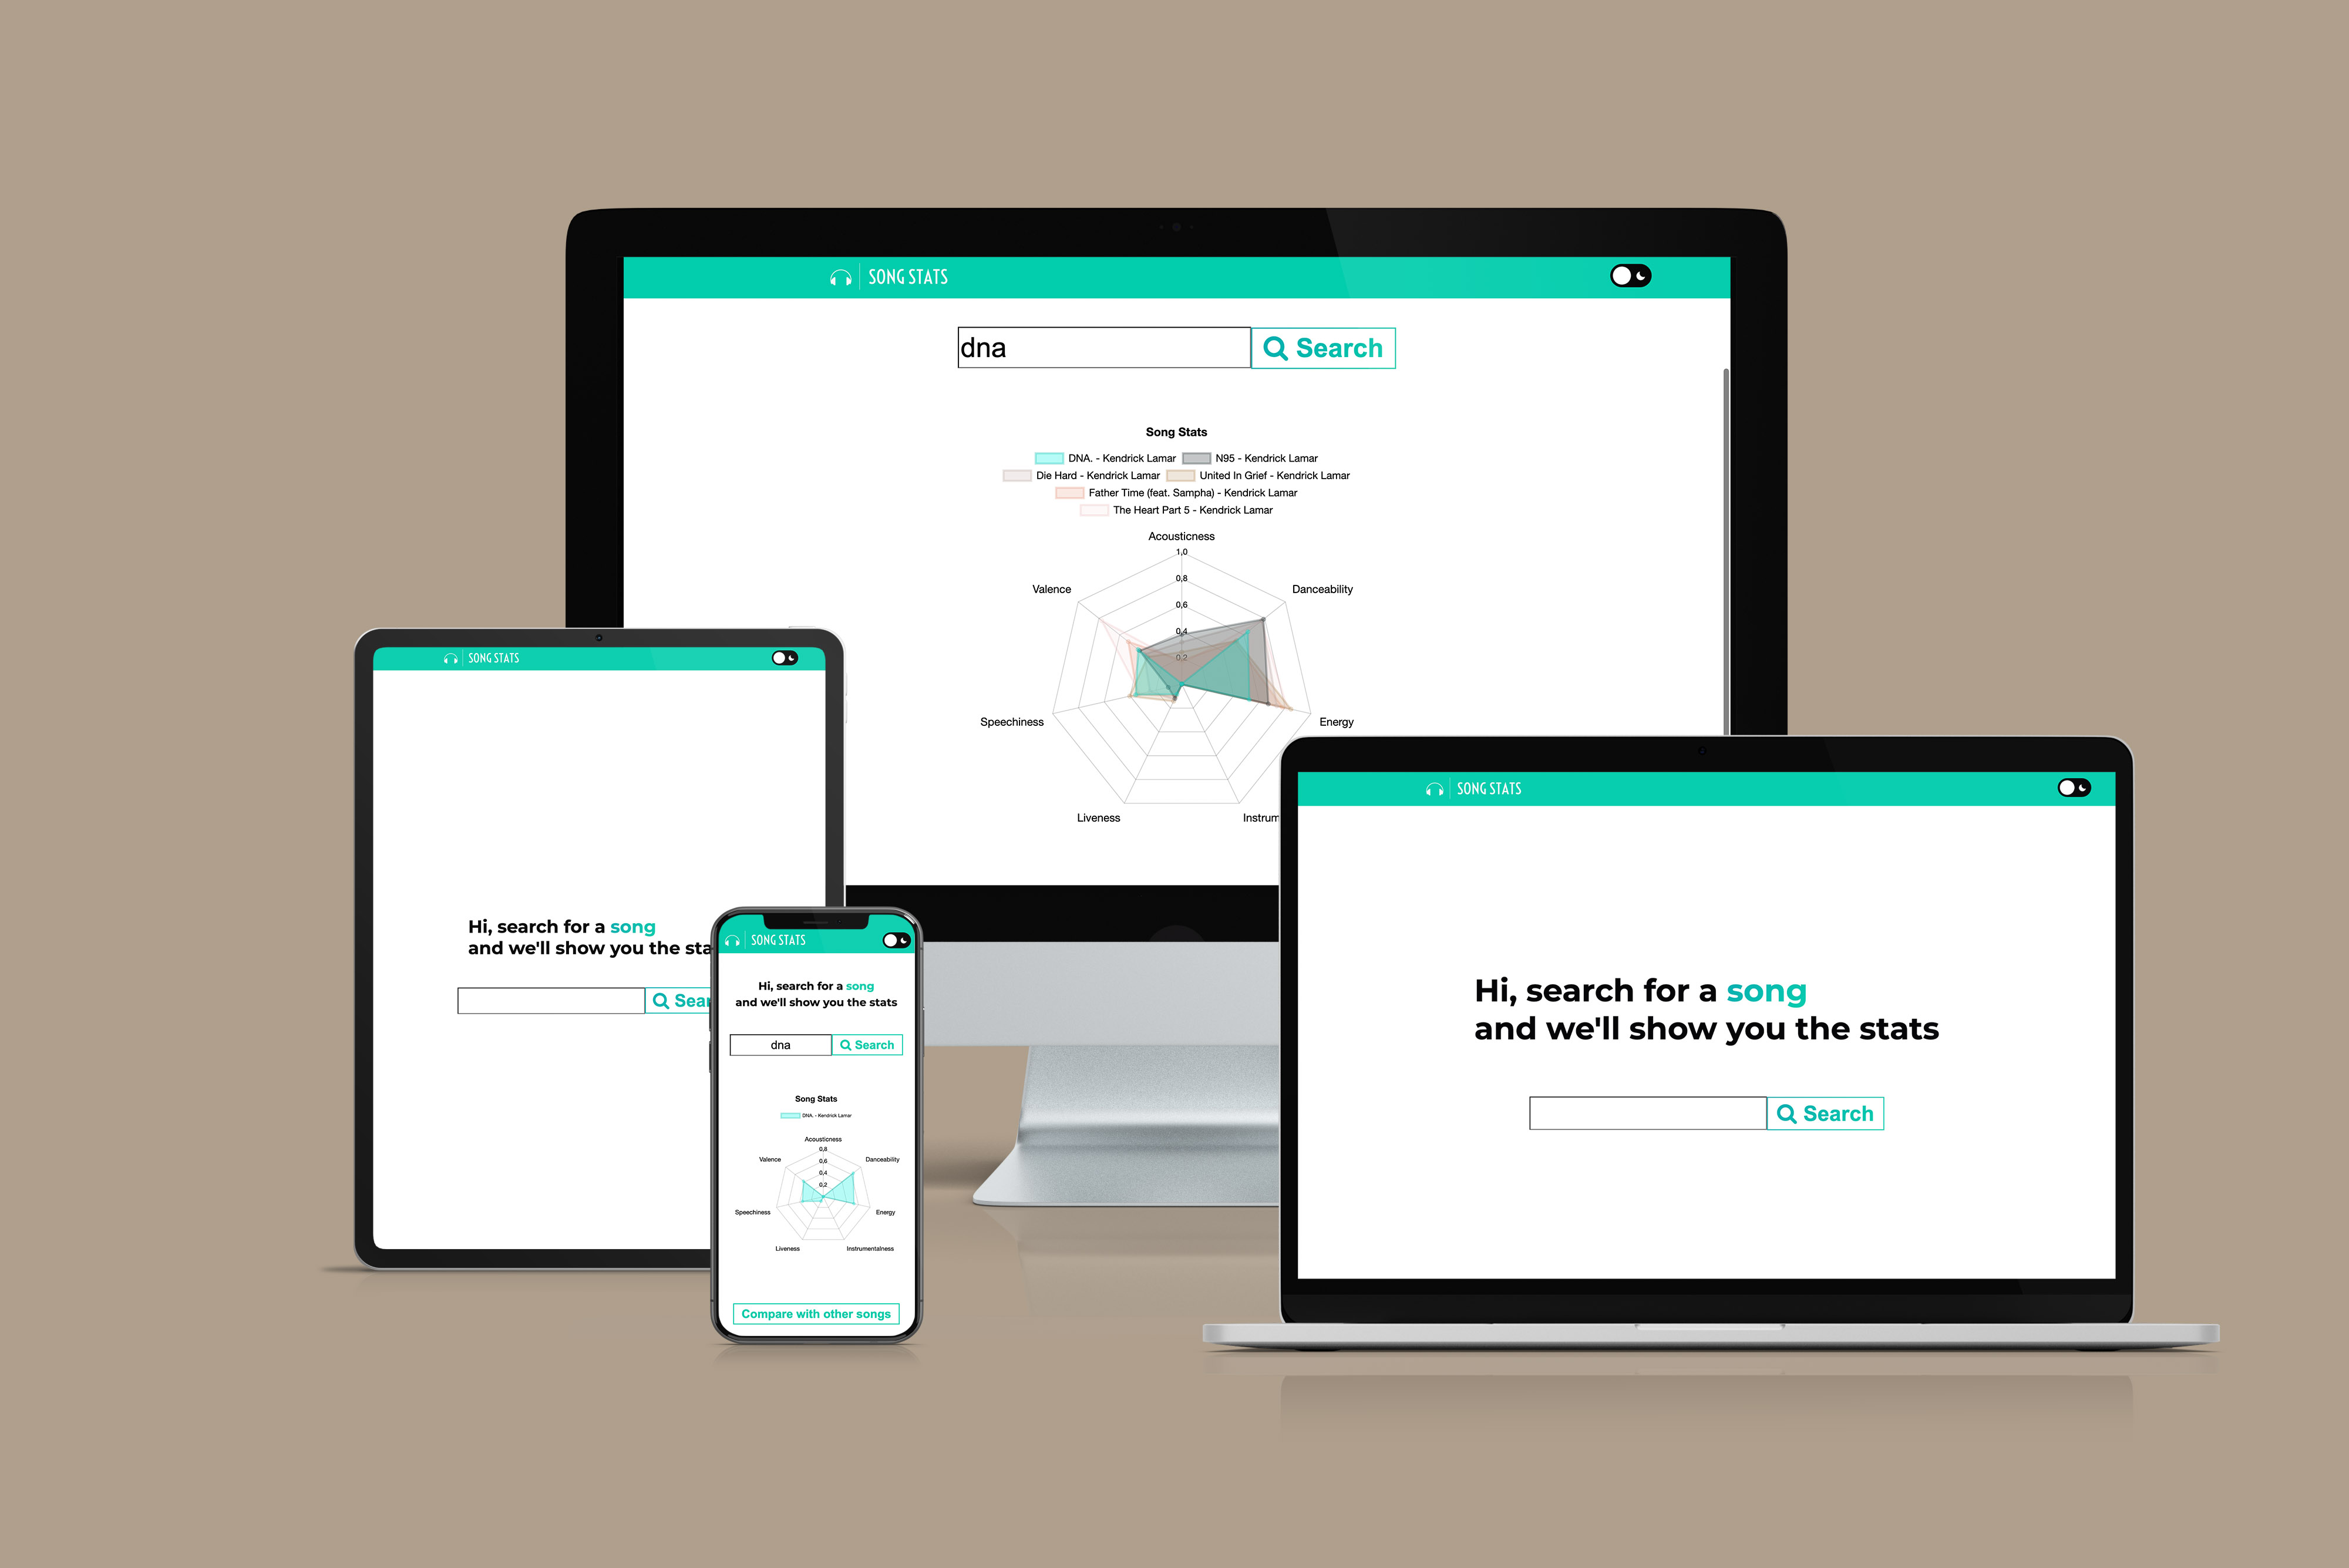 SONG STATS
dna
Search
Song Stats
DNA. - Kendrick Lamar N95 - Kendrick Lamar
Die Hard - Kendrick Lamar United In Grief - Kendrick Lamar
Father Time (feat. Sampha) - Kendrick Lamar
The Heart Part 5 - Kendrick Lamar
Acousticness
1,0
Valence 0,8 Danceability
0,6
0,4
0,2
Speechiness Energy
Liveness Instrum
SONG STATS
Hi, search for a song
and we'll show you the sta
Sear
SONG STATS
Hi, search for a song
and we'll show you the stats
dna Search
Song Stats
DNA. - Kendrick Lamar
Acousticness
0,8
Valence 0,6 Danceability
0,4
0,2
Speechiness Energy
Liveness Instrumentalness
Compare with other songs
SONG STATS
Hi, search for a song
and we'll show you the stats
Search